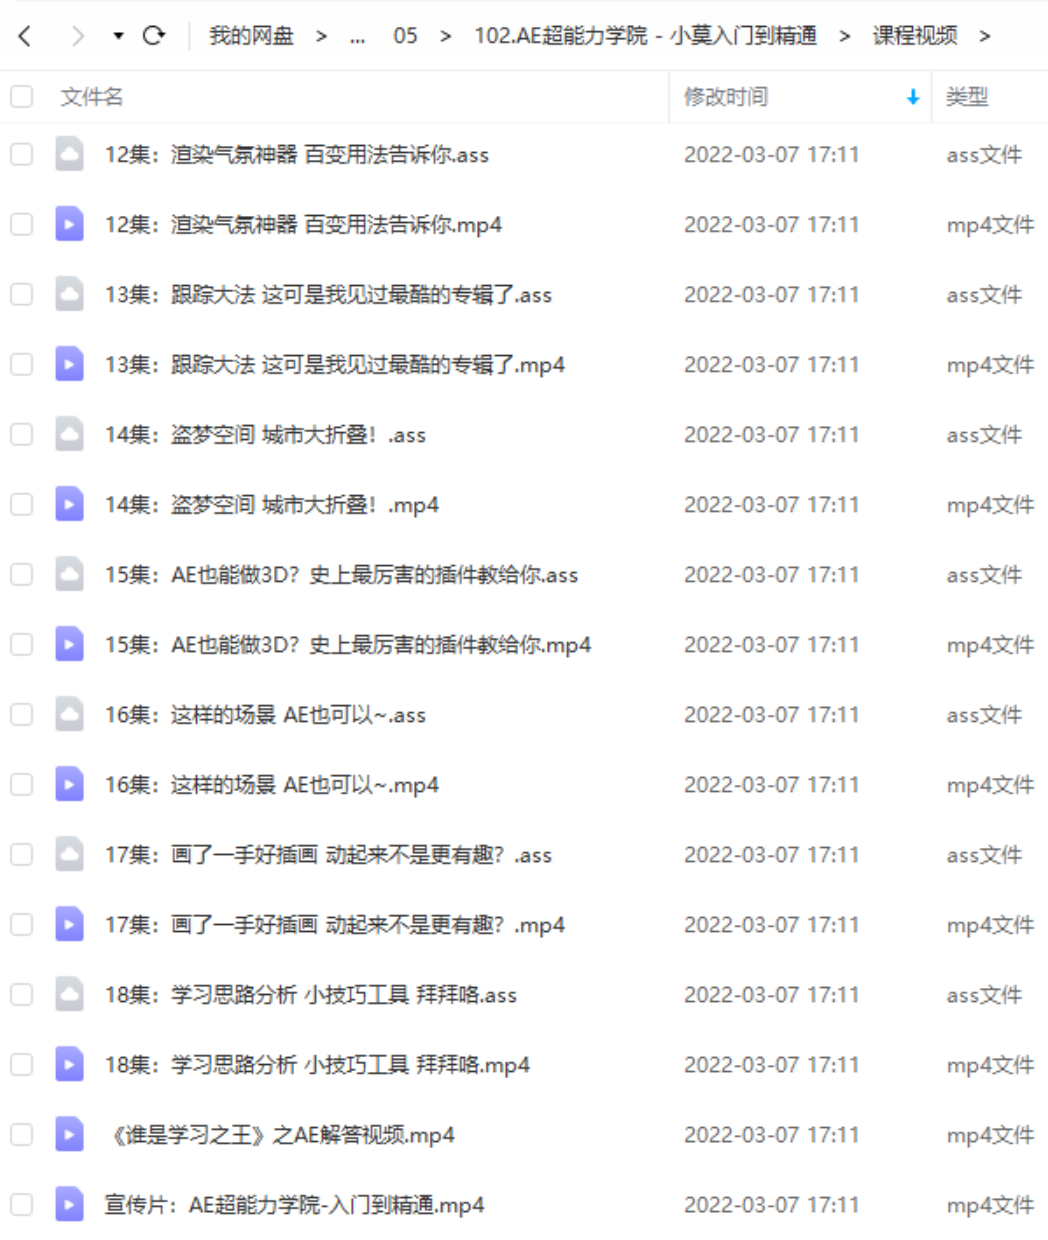 我的网盘 > ... 05 > 102.AE超能力学院 - 小莫入门到精通 > 课程视频 >
文件名 修改时间 类型
12集：渲染气氛神器 百变用法告诉你.ass 2022-03-07 17:11 ass文件
12集：渲染气氛神器 百变用法告诉你.mp4 2022-03-07 17:11 mp4文件
13集：跟踪大法 这可是我见过最酷的专辑了.ass 2022-03-07 17:11 ass文件
13集：跟踪大法 这可是我见过最酷的专辑了.mp4 2022-03-07 17:11 mp4文件
14集：盗梦空间 城市大折叠！.ass 2022-03-07 17:11 ass文件
14集：盗梦空间 城市大折叠！.mp4 2022-03-07 17:11 mp4文件
15集：AE也能做3D？史上最厉害的插件教给你.ass 2022-03-07 17:11 ass文件
15集：AE也能做3D？史上最厉害的插件教给你.mp4 2022-03-07 17:11 mp4文件
16集：这样的场景 AE也可以~.ass 2022-03-07 17:11 ass文件
16集：这样的场景 AE也可以~.mp4 2022-03-07 17:11 mp4文件
17集：画了一手好插画 动起来不是更有趣？.ass 2022-03-07 17:11 ass文件
17集：画了一手好插画 动起来不是更有趣？.mp4 2022-03-07 17:11 mp4文件
18集：学习思路分析 小技巧工具 拜拜咯.ass 2022-03-07 17:11 ass文件
18集：学习思路分析 小技巧工具 拜拜咯.mp4 2022-03-07 17:11 mp4文件
《谁是学习之王》之AE解答视频.mp4 2022-03-07 17:11 mp4文件
宣传片：AE超能力学院-入门到精通.mp4 2022-03-07 17:11 mp4文件